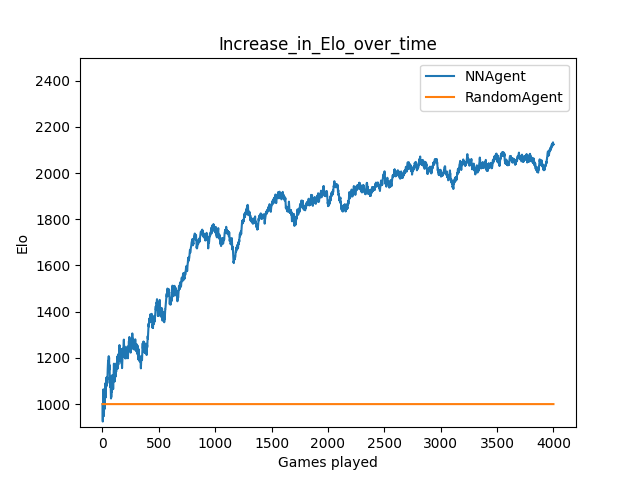 Increase_in_Elo_over_time
NNAgent
RandomAgent
2400
2200
2000
1800
1600
1400
1200
1000
Elo
0 500 1000 1500 2000 2500 3000 3500 4000
Games played